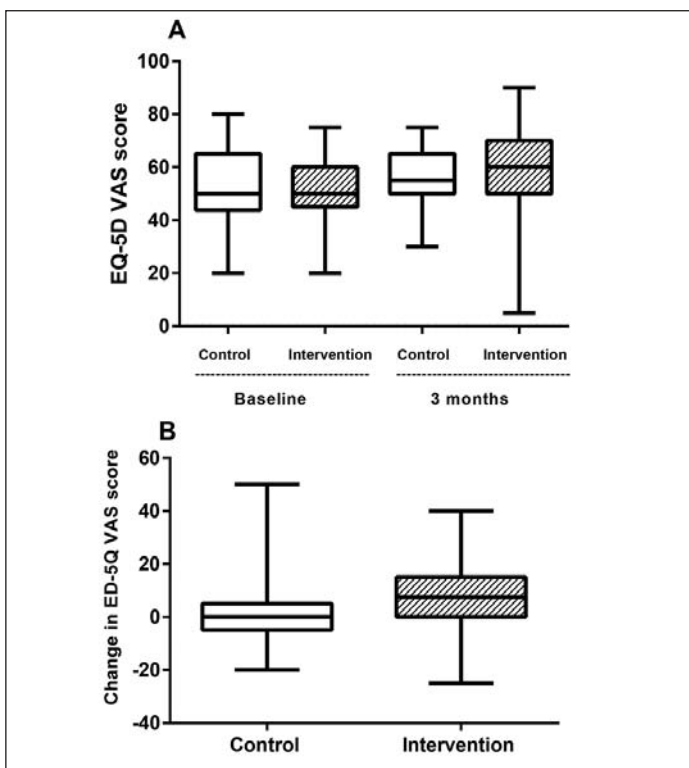 A
EQ-5D VAS score
100
80
60
40
20
0
Control Intervention Control Intervention
Baseline 3 months
B
Change in ED-5Q VAS score
60
40
20
0
-20
-40
Control Intervention